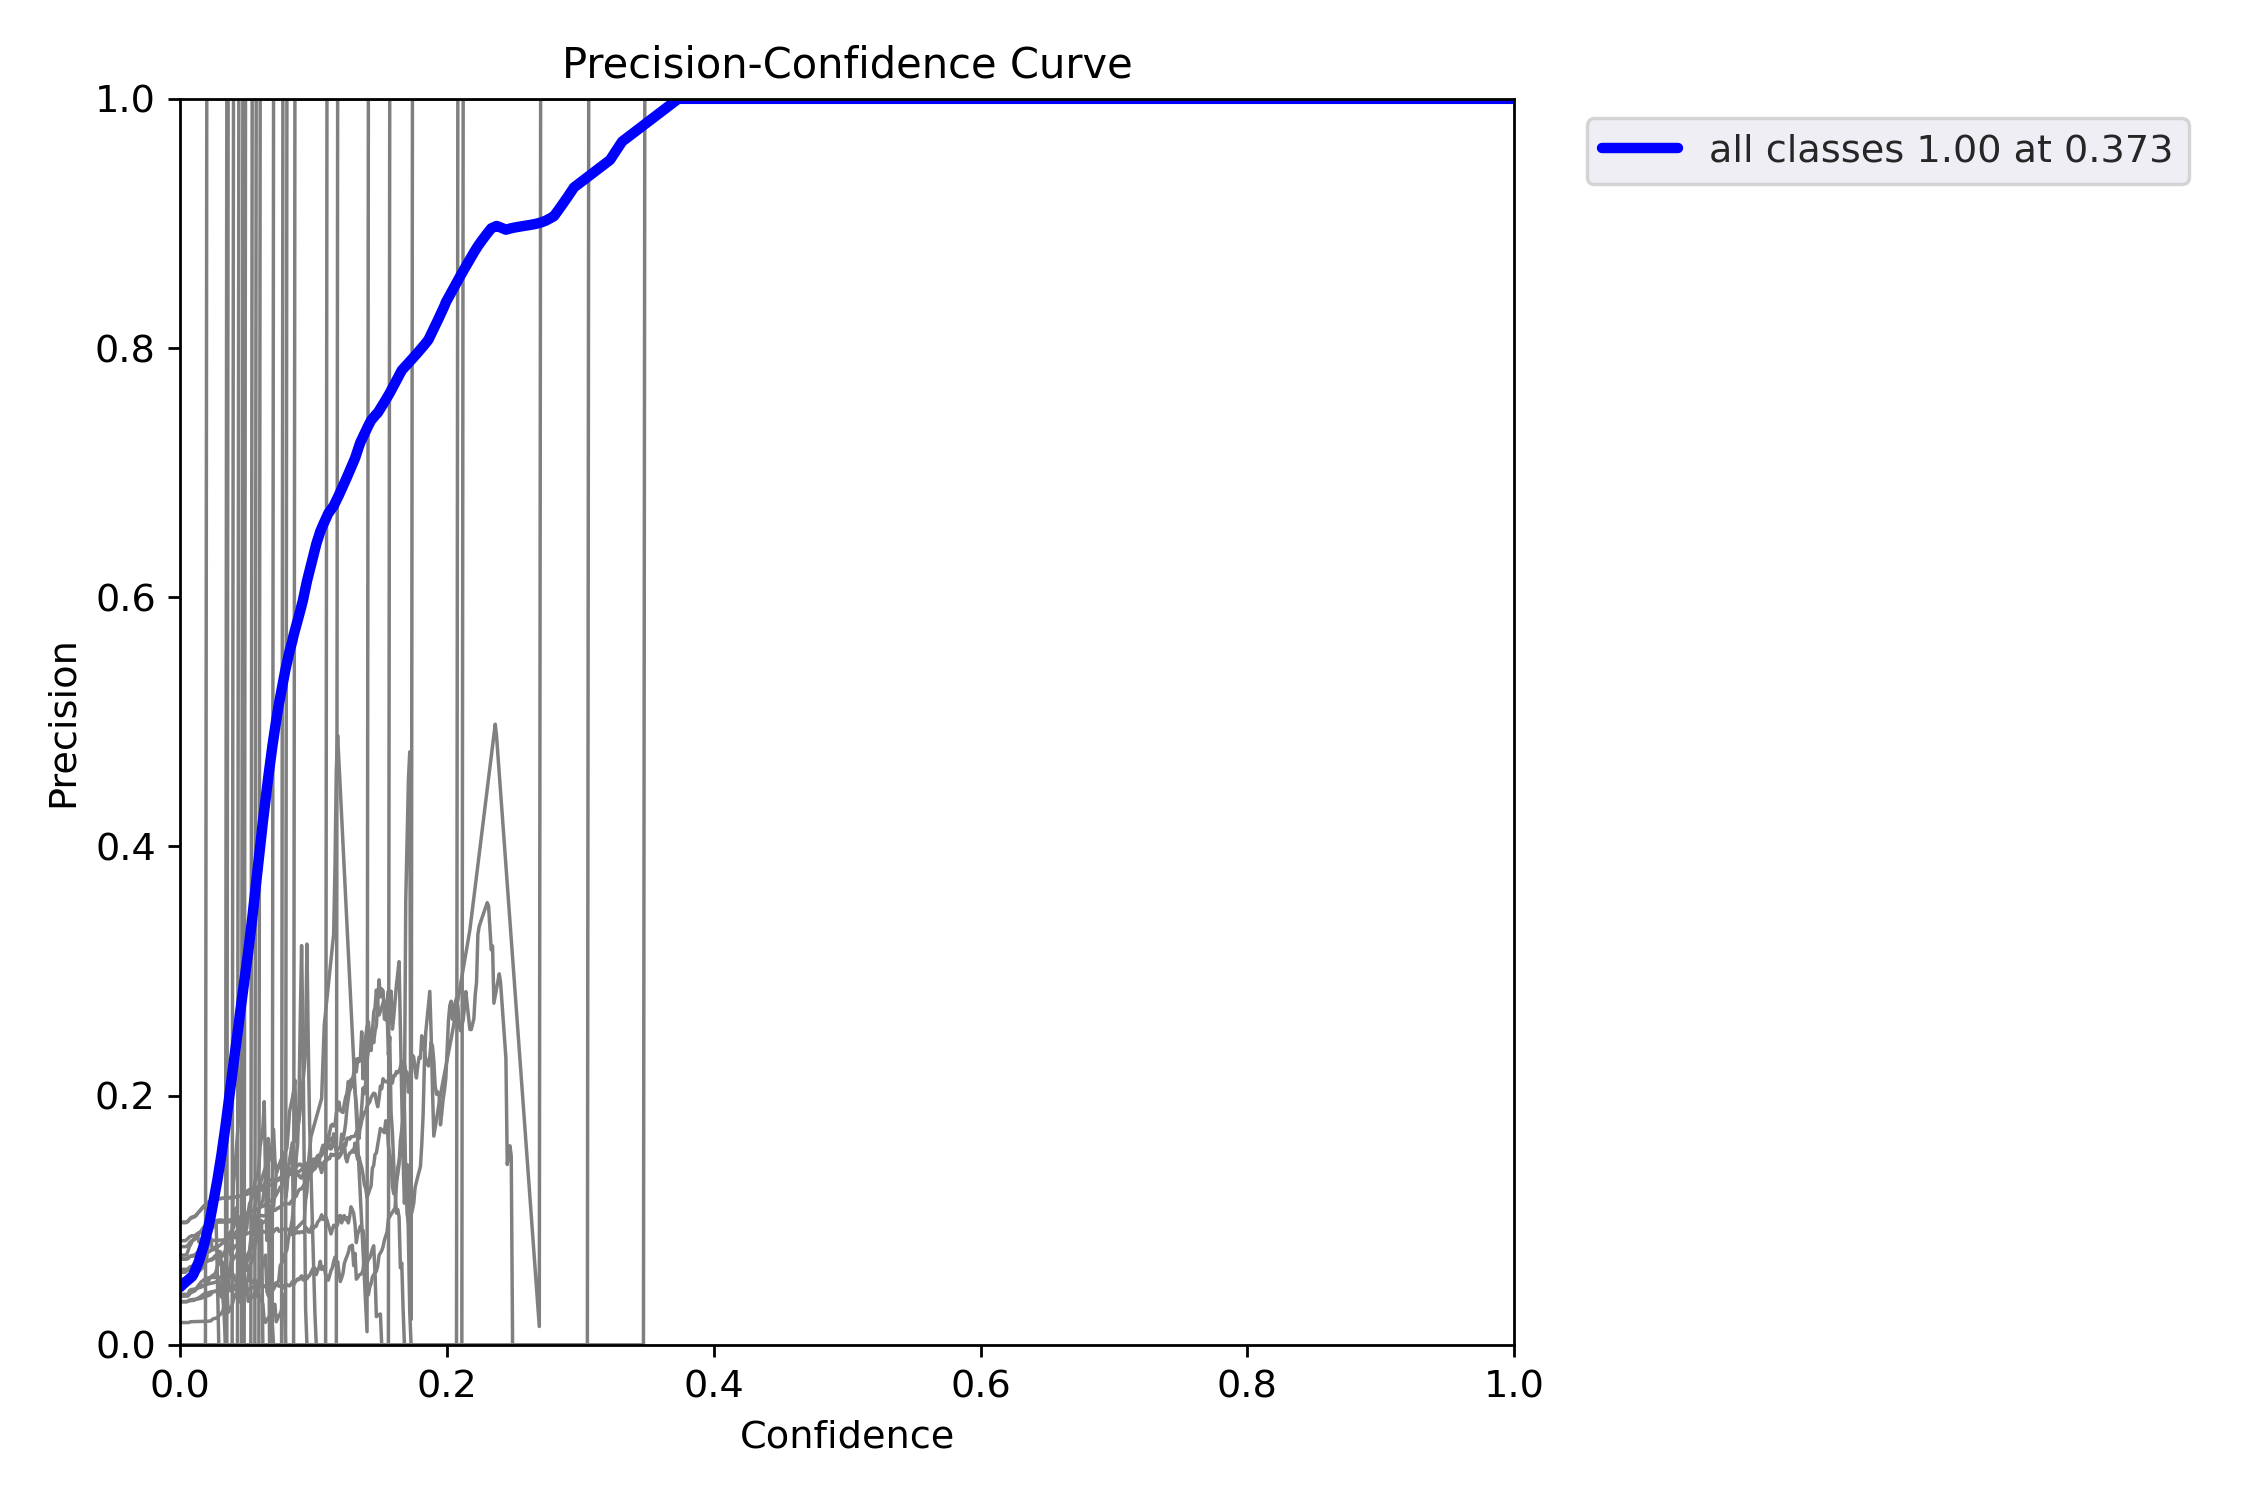 Precision-Confidence Curve
all classes 1.00 at 0.373
Precision
1.0
0.8
0.6
0.4
0.2
0.0
0.0 0.2 0.4 0.6 0.8 1.0
Confidence